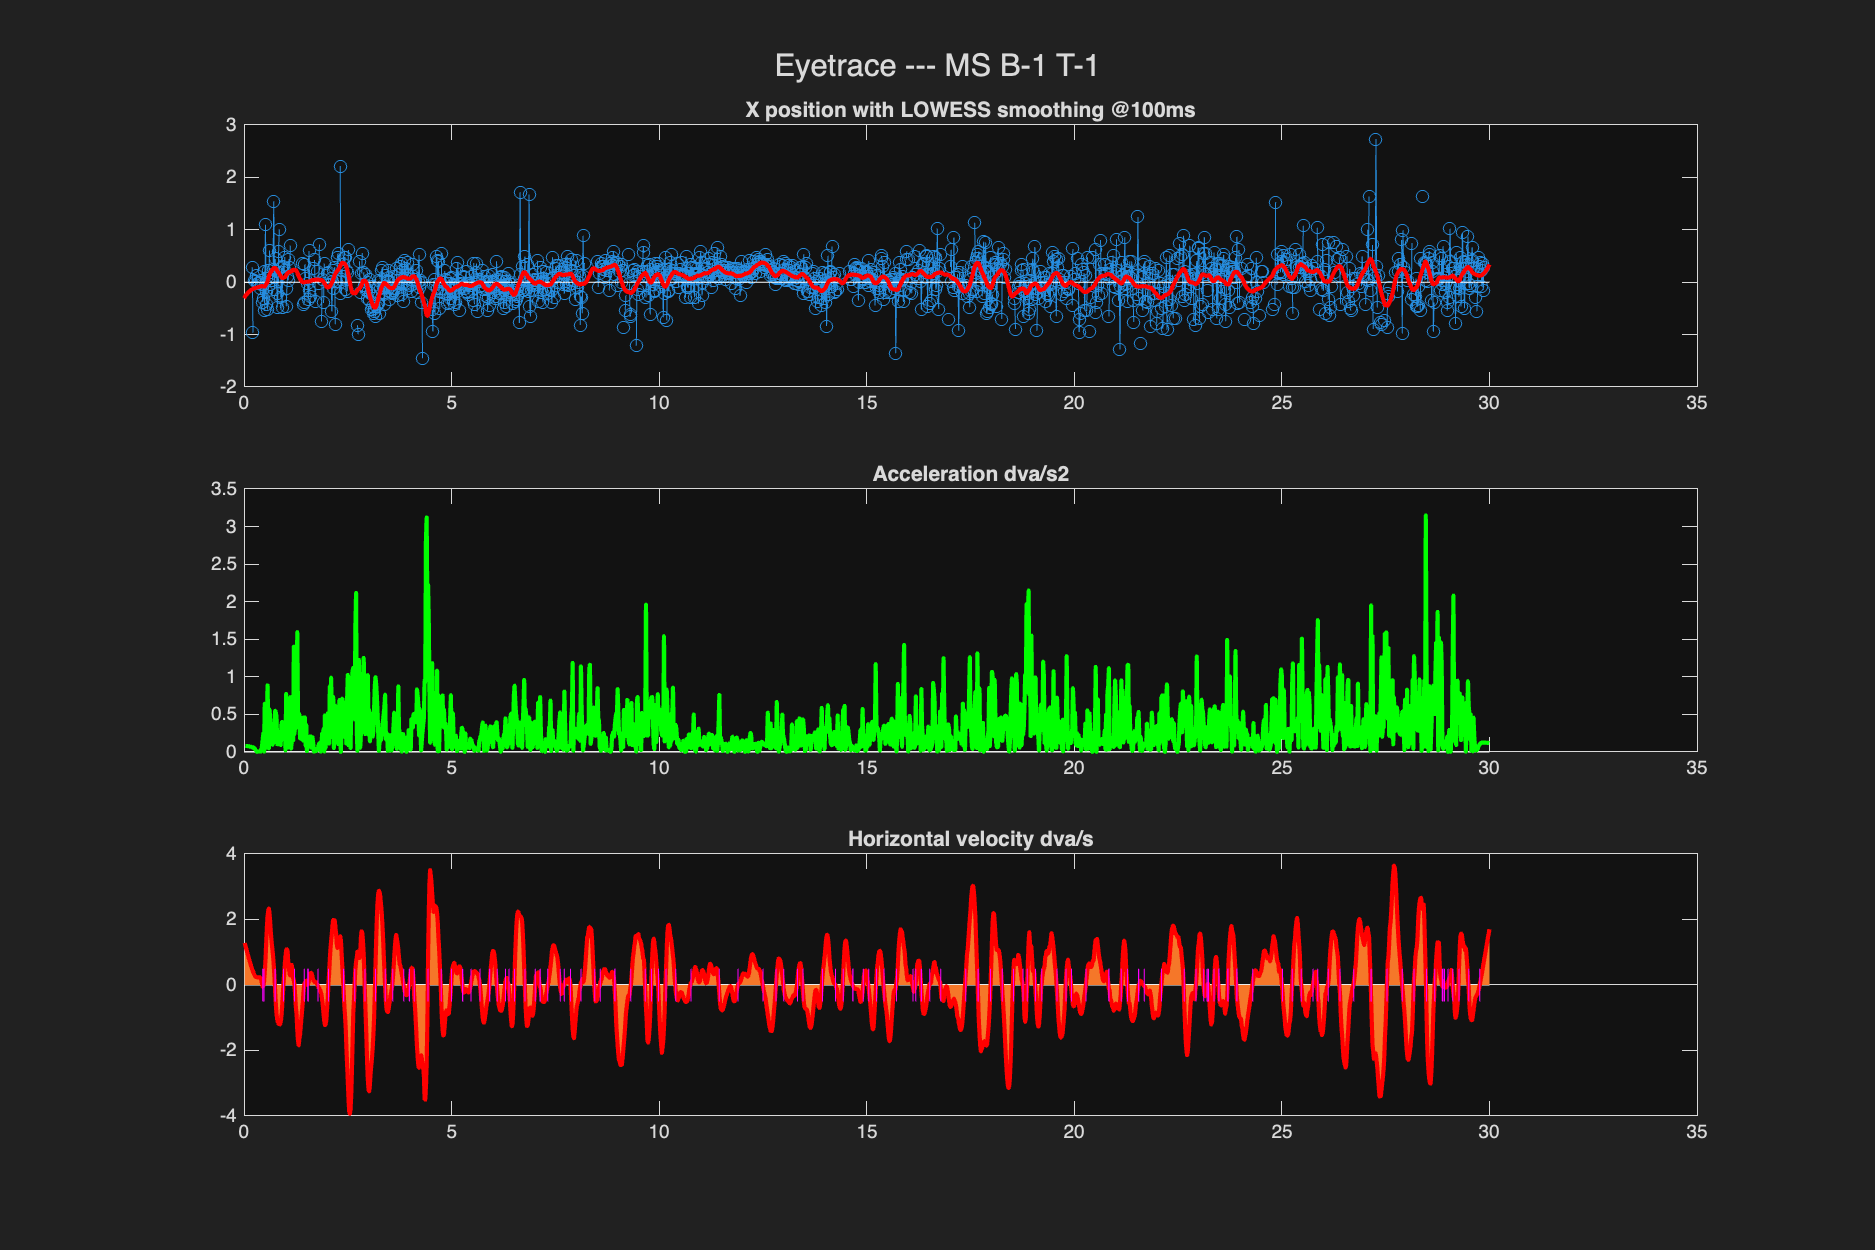 Eyetrace --- MS B-1 T-1
X position with LOWESS smoothing @100ms
3
2
1
0
-1
-2
0 5 10 15 20 25 30 35
Acceleration dva/s2
3.5
3
2.5
2
1.5
1
0.5
0
0 5 10 15 20 25 30 35
Horizontal velocity dva/s
4
2
0
-2
-4
0 5 10 15 20 25 30 35